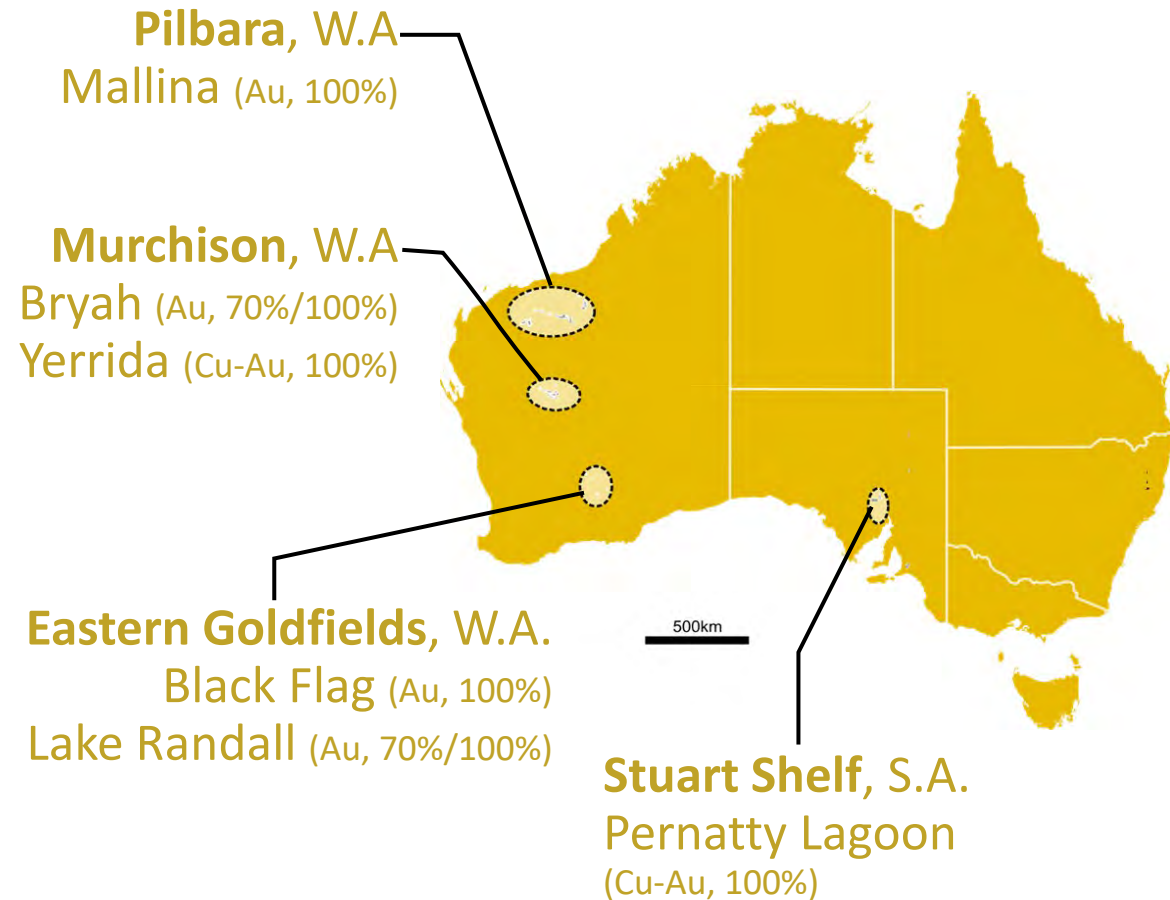 Pilbara, W.A
Mallina (Au, 100%)
Murchison, W.A
Bryah (Au, 70%/100%)
Yerrida (Cu-Au, 100%)
Eastern Goldfields, W.A.
Black Flag (Au, 100%)
Lake Randall (Au, 70%/100%)
500km
Stuart Shelf, S.A.
Pernatty Lagoon
(Cu-Au, 100%)